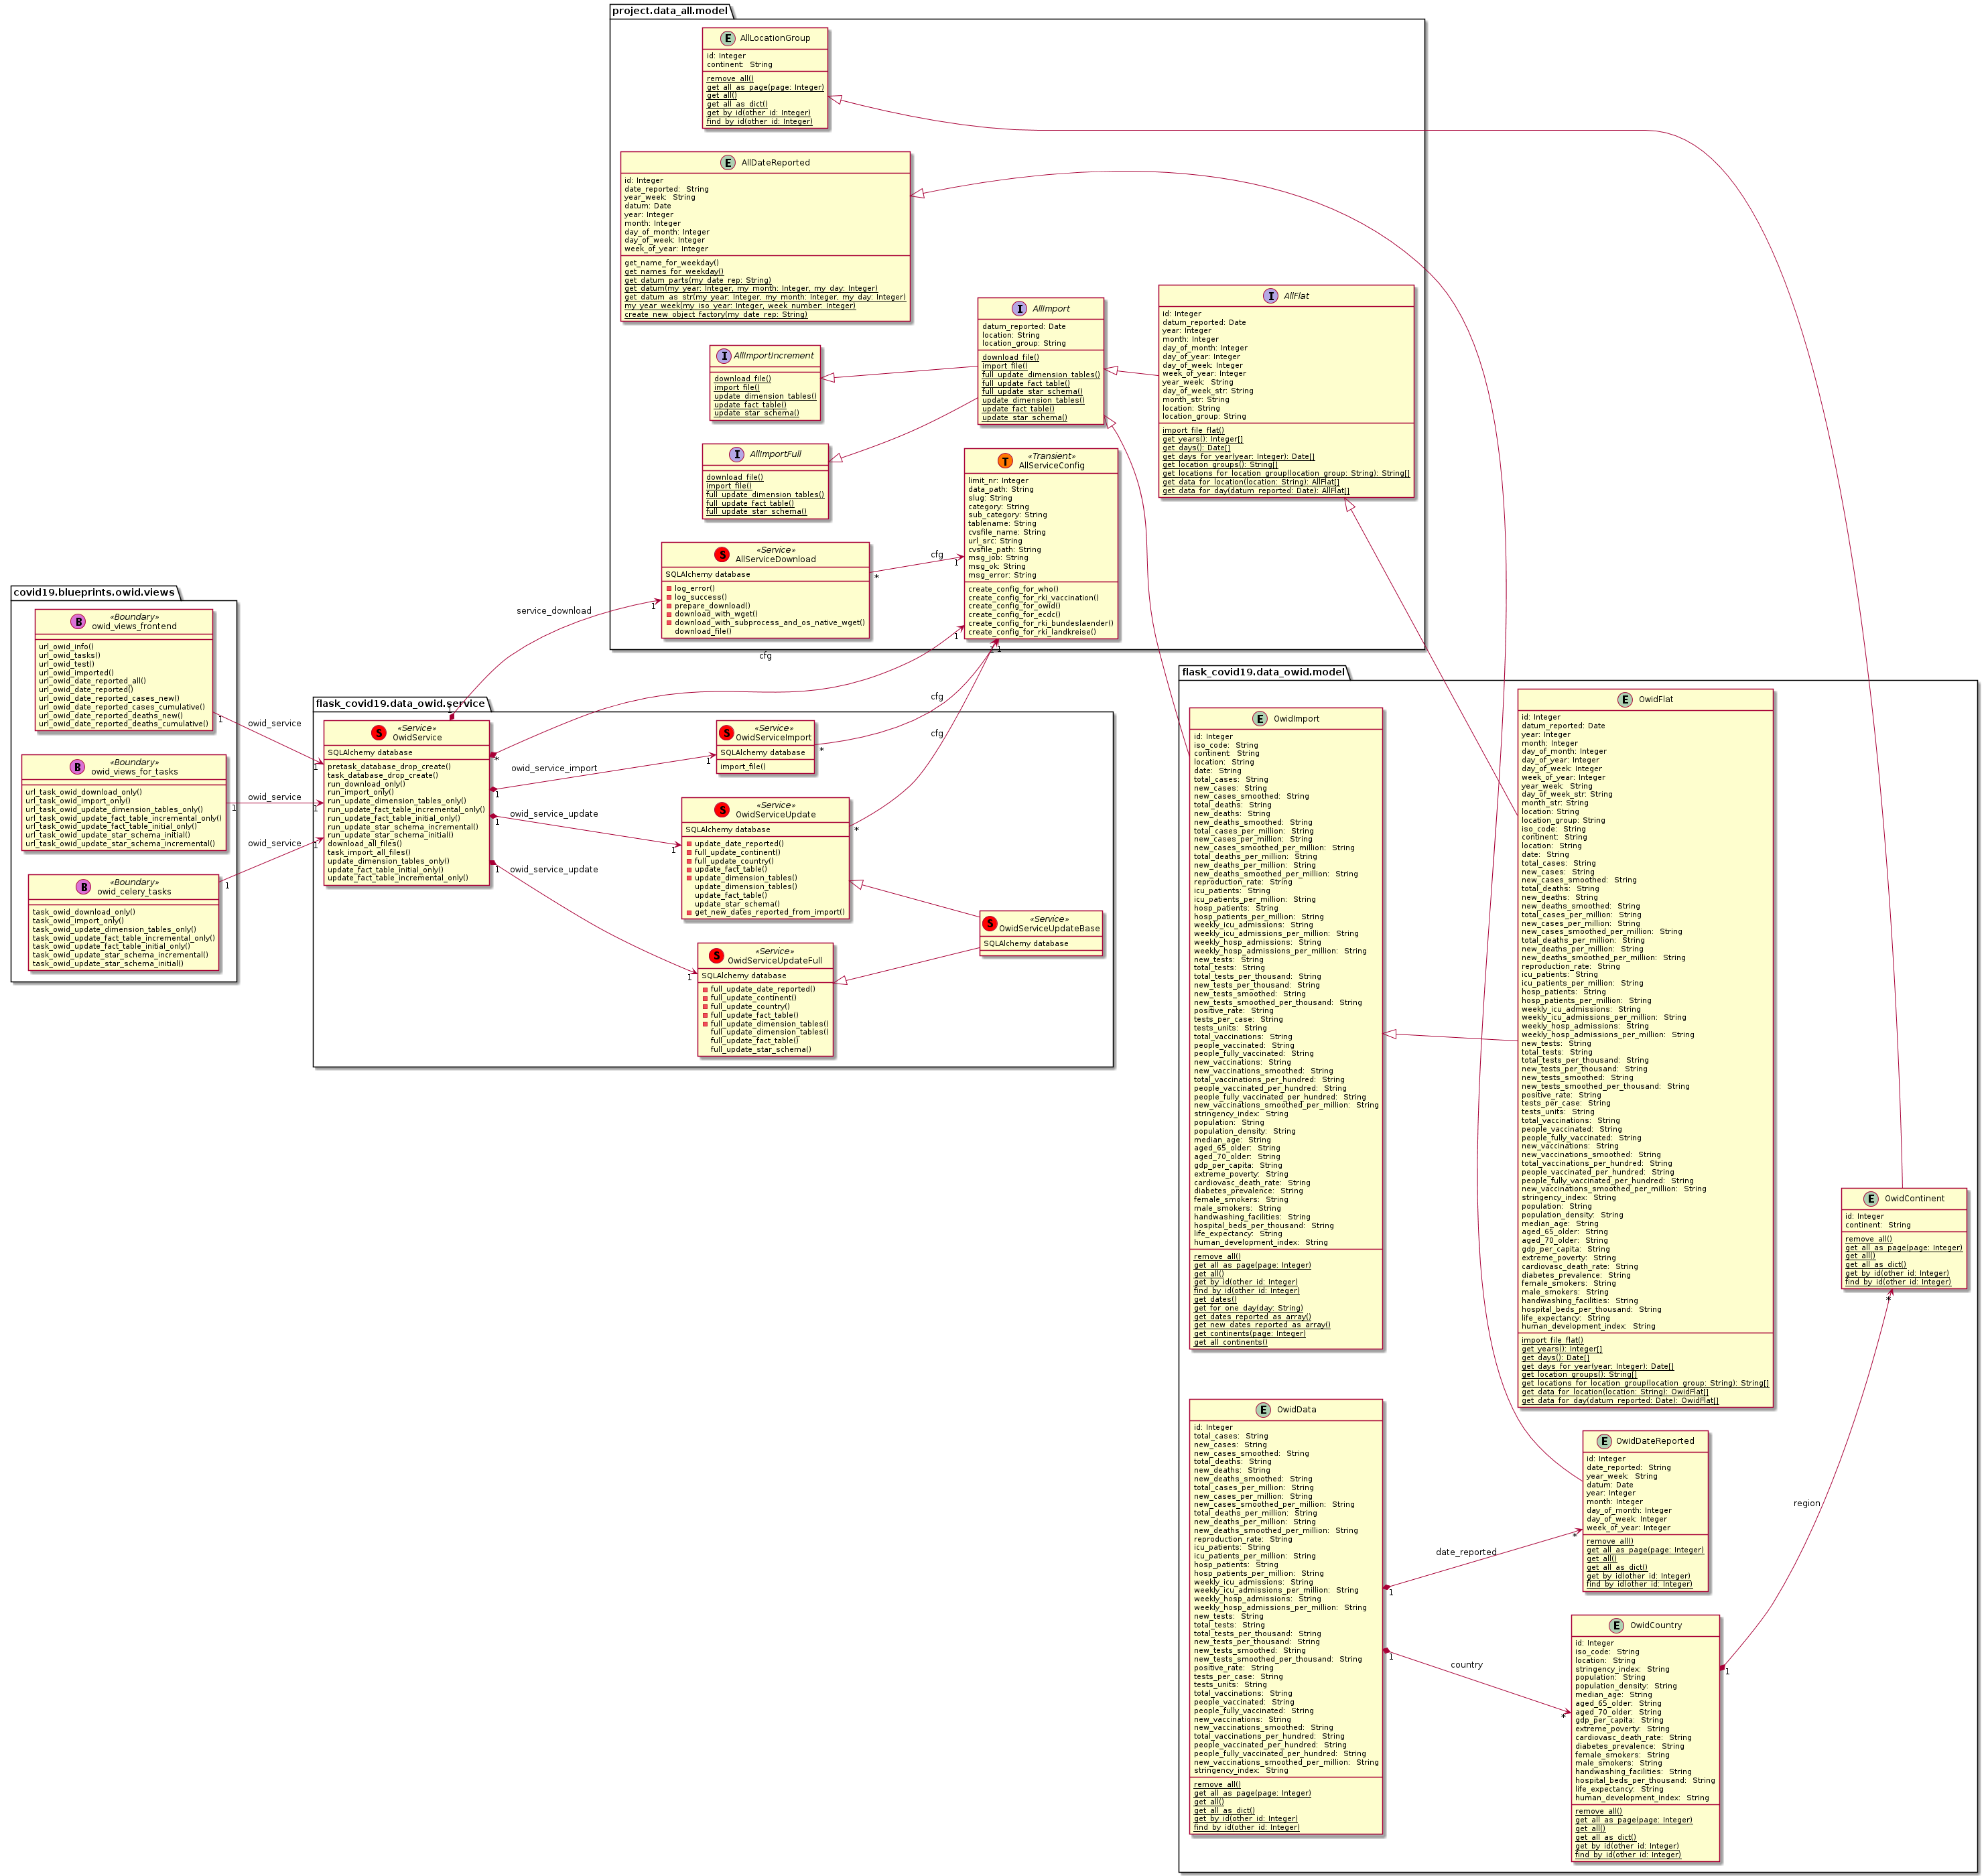 project.data_all.model
AllLocationGroup
id: Integer
continent:  String
remove_all()
get_all_as_page(page: Integer)
get_all()
get_all_as_dict()
get_by_id(other_id: Integer)
find_by_id(other_id: Integer)
AllDateReported
id: Integer
date_reported:  String
year_week:  String
datum: Date
year: Integer
month: Integer
day_of_month: Integer
day_of_week: Integer
week_of_year: Integer
get_name_for_weekday()
get_names_for_weekday()
get_datum_parts(my_date_rep: String)
get_datum(my_year: Integer, my_month: Integer, my_day: Integer)
get_datum_as_str(my_year: Integer, my_month: Integer, my_day: Integer)
my_year_week(my_iso_year: Integer, week_number: Integer)
create_new_object_factory(my_date_rep: String)
AllImportIncrement
download_file()
import_file()
update_dimension_tables()
update_fact_table()
update_star_schema()
AllImportFull
download_file()
import_file()
full_update_dimension_tables()
full_update_fact_table()
full_update_star_schema()
AllImport
datum_reported: Date
location: String
location_group: String
download_file()
import_file()
full_update_dimension_tables()
full_update_fact_table()
full_update_star_schema()
update_dimension_tables()
update_fact_table()
update_star_schema()
AllFlat
id: Integer
datum_reported: Date
year: Integer
month: Integer
day_of_month: Integer
day_of_year: Integer
day_of_week: Integer
week_of_year: Integer
year_week:  String
day_of_week_str: String
month_str: String
location: String
location_group: String
import_file_flat()
get_years(): Integer[]
get_days(): Date[]
get_days_for_year(year: Integer): Date[]
get_location_groups(): String[]
get_locations_for_location_group(location_group: String): String[]
get_data_for_location(location: String): AllFlat[]
get_data_for_day(datum_reported: Date): AllFlat[]
«Transient»
AllServiceConfig
limit_nr: Integer
data_path: String
slug: String
category: String
sub_category: String
tablename: String
cvsfile_name: String
url_src: String
cvsfile_path: String
msg_job: String
msg_ok: String
msg_error: String
create_config_for_who()
create_config_for_rki_vaccination()
create_config_for_owid()
create_config_for_ecdc()
create_config_for_rki_bundeslaender()
create_config_for_rki_landkreise()
«Service»
AllServiceDownload
SQLAlchemy database
log_error()
log_success()
prepare_download()
download_with_wget()
download_with_subprocess_and_os_native_wget()
download_file()
cfg
service_download
cfg
cfg
cfg
covid19.blueprints.owid.views
«Boundary»
owid_views_frontend
url_owid_info()
url_owid_tasks()
url_owid_test()
url_owid_imported()
url_owid_date_reported_all()
url_owid_date_reported()
url_owid_date_reported_cases_new()
url_owid_date_reported_cases_cumulative()
url_owid_date_reported_deaths_new()
url_owid_date_reported_deaths_cumulative()
«Boundary»
owid_views_for_tasks
url_task_owid_download_only()
url_task_owid_import_only()
url_task_owid_update_dimension_tables_only()
url_task_owid_update_fact_table_incremental_only()
url_task_owid_update_fact_table_initial_only()
url_task_owid_update_star_schema_initial()
url_task_owid_update_star_schema_incremental()
«Boundary»
owid_celery_tasks
task_owid_download_only()
task_owid_import_only()
task_owid_update_dimension_tables_only()
task_owid_update_fact_table_incremental_only()
task_owid_update_fact_table_initial_only()
task_owid_update_star_schema_incremental()
task_owid_update_star_schema_initial()
owid_service
owid_service
owid_service
flask_covid19.data_owid.service
«Service»
OwidService
SQLAlchemy database
pretask_database_drop_create()
task_database_drop_create()
run_download_only()
run_import_only()
run_update_dimension_tables_only()
run_update_fact_table_incremental_only()
run_update_fact_table_initial_only()
run_update_star_schema_incremental()
run_update_star_schema_initial()
download_all_files()
task_import_all_files()
update_dimension_tables_only()
update_fact_table_initial_only()
update_fact_table_incremental_only()
owid_service_import
owid_service_update
owid_service_update
«Service»
OwidServiceImport
SQLAlchemy database
import_file()
«Service»
OwidServiceUpdate
SQLAlchemy database
update_date_reported()
full_update_continent()
full_update_country()
update_fact_table()
update_dimension_tables()
update_dimension_tables()
update_fact_table()
update_star_schema()
get_new_dates_reported_from_import()
«Service»
OwidServiceUpdateBase
SQLAlchemy database
«Service»
OwidServiceUpdateFull
SQLAlchemy database
full_update_date_reported()
full_update_continent()
full_update_country()
full_update_fact_table()
full_update_dimension_tables()
full_update_dimension_tables()
full_update_fact_table()
full_update_star_schema()
flask_covid19.data_owid.model
OwidImport
id: Integer
iso_code:  String
continent:  String
location:  String
date:  String
total_cases:  String
new_cases:  String
new_cases_smoothed:  String
total_deaths:  String
new_deaths:  String
new_deaths_smoothed:  String
total_cases_per_million:  String
new_cases_per_million:  String
new_cases_smoothed_per_million:  String
total_deaths_per_million:  String
new_deaths_per_million:  String
new_deaths_smoothed_per_million:  String
reproduction_rate:  String
icu_patients:  String
icu_patients_per_million:  String
hosp_patients:  String
hosp_patients_per_million:  String
weekly_icu_admissions:  String
weekly_icu_admissions_per_million:  String
weekly_hosp_admissions:  String
weekly_hosp_admissions_per_million:  String
new_tests:  String
total_tests:  String
total_tests_per_thousand:  String
new_tests_per_thousand:  String
new_tests_smoothed:  String
new_tests_smoothed_per_thousand:  String
positive_rate:  String
tests_per_case:  String
tests_units:  String
total_vaccinations:  String
people_vaccinated:  String
people_fully_vaccinated:  String
new_vaccinations:  String
new_vaccinations_smoothed:  String
total_vaccinations_per_hundred:  String
people_vaccinated_per_hundred:  String
people_fully_vaccinated_per_hundred:  String
new_vaccinations_smoothed_per_million:  String
stringency_index:  String
population:  String
population_density:  String
median_age:  String
aged_65_older:  String
aged_70_older:  String
gdp_per_capita:  String
extreme_poverty:  String
cardiovasc_death_rate:  String
diabetes_prevalence:  String
female_smokers:  String
male_smokers:  String
handwashing_facilities:  String
hospital_beds_per_thousand:  String
life_expectancy:  String
human_development_index:  String
remove_all()
get_all_as_page(page: Integer)
get_all()
get_by_id(other_id: Integer)
find_by_id(other_id: Integer)
get_dates()
get_for_one_day(day: String)
get_dates_reported_as_array()
get_new_dates_reported_as_array()
get_continents(page: Integer)
get_all_continents()
OwidFlat
id: Integer
datum_reported: Date
year: Integer
month: Integer
day_of_month: Integer
day_of_year: Integer
day_of_week: Integer
week_of_year: Integer
year_week:  String
day_of_week_str: String
month_str: String
location: String
location_group: String
iso_code:  String
continent:  String
location:  String
date:  String
total_cases:  String
new_cases:  String
new_cases_smoothed:  String
total_deaths:  String
new_deaths:  String
new_deaths_smoothed:  String
total_cases_per_million:  String
new_cases_per_million:  String
new_cases_smoothed_per_million:  String
total_deaths_per_million:  String
new_deaths_per_million:  String
new_deaths_smoothed_per_million:  String
reproduction_rate:  String
icu_patients:  String
icu_patients_per_million:  String
hosp_patients:  String
hosp_patients_per_million:  String
weekly_icu_admissions:  String
weekly_icu_admissions_per_million:  String
weekly_hosp_admissions:  String
weekly_hosp_admissions_per_million:  String
new_tests:  String
total_tests:  String
total_tests_per_thousand:  String
new_tests_per_thousand:  String
new_tests_smoothed:  String
new_tests_smoothed_per_thousand:  String
positive_rate:  String
tests_per_case:  String
tests_units:  String
total_vaccinations:  String
people_vaccinated:  String
people_fully_vaccinated:  String
new_vaccinations:  String
new_vaccinations_smoothed:  String
total_vaccinations_per_hundred:  String
people_vaccinated_per_hundred:  String
people_fully_vaccinated_per_hundred:  String
new_vaccinations_smoothed_per_million:  String
stringency_index:  String
population:  String
population_density:  String
median_age:  String
aged_65_older:  String
aged_70_older:  String
gdp_per_capita:  String
extreme_poverty:  String
cardiovasc_death_rate:  String
diabetes_prevalence:  String
female_smokers:  String
male_smokers:  String
handwashing_facilities:  String
hospital_beds_per_thousand:  String
life_expectancy:  String
human_development_index:  String
import_file_flat()
get_years(): Integer[]
get_days(): Date[]
get_days_for_year(year: Integer): Date[]
get_location_groups(): String[]
get_locations_for_location_group(location_group: String): String[]
get_data_for_location(location: String): OwidFlat[]
get_data_for_day(datum_reported: Date): OwidFlat[]
OwidContinent
id: Integer
continent:  String
remove_all()
get_all_as_page(page: Integer)
get_all()
get_all_as_dict()
get_by_id(other_id: Integer)
find_by_id(other_id: Integer)
OwidData
id: Integer
total_cases:  String
new_cases:  String
new_cases_smoothed:  String
total_deaths:  String
new_deaths:  String
new_deaths_smoothed:  String
total_cases_per_million:  String
new_cases_per_million:  String
new_cases_smoothed_per_million:  String
total_deaths_per_million:  String
new_deaths_per_million:  String
new_deaths_smoothed_per_million:  String
reproduction_rate:  String
icu_patients:  String
icu_patients_per_million:  String
hosp_patients:  String
hosp_patients_per_million:  String
weekly_icu_admissions:  String
weekly_icu_admissions_per_million:  String
weekly_hosp_admissions:  String
weekly_hosp_admissions_per_million:  String
new_tests:  String
total_tests:  String
total_tests_per_thousand:  String
new_tests_per_thousand:  String
new_tests_smoothed:  String
new_tests_smoothed_per_thousand:  String
positive_rate:  String
tests_per_case:  String
tests_units:  String
total_vaccinations:  String
people_vaccinated:  String
people_fully_vaccinated:  String
new_vaccinations:  String
new_vaccinations_smoothed:  String
total_vaccinations_per_hundred:  String
people_vaccinated_per_hundred:  String
people_fully_vaccinated_per_hundred:  String
new_vaccinations_smoothed_per_million:  String
stringency_index:  String
remove_all()
get_all_as_page(page: Integer)
get_all()
get_all_as_dict()
get_by_id(other_id: Integer)
find_by_id(other_id: Integer)
date_reported
country
region
OwidDateReported
id: Integer
date_reported:  String
year_week:  String
datum: Date
year: Integer
month: Integer
day_of_month: Integer
day_of_week: Integer
week_of_year: Integer
remove_all()
get_all_as_page(page: Integer)
get_all()
get_all_as_dict()
get_by_id(other_id: Integer)
find_by_id(other_id: Integer)
OwidCountry
id: Integer
iso_code:  String
location:  String
stringency_index:  String
population:  String
population_density:  String
median_age:  String
aged_65_older:  String
aged_70_older:  String
gdp_per_capita:  String
extreme_poverty:  String
cardiovasc_death_rate:  String
diabetes_prevalence:  String
female_smokers:  String
male_smokers:  String
handwashing_facilities:  String
hospital_beds_per_thousand:  String
life_expectancy:  String
human_development_index:  String
remove_all()
get_all_as_page(page: Integer)
get_all()
get_all_as_dict()
get_by_id(other_id: Integer)
find_by_id(other_id: Integer)